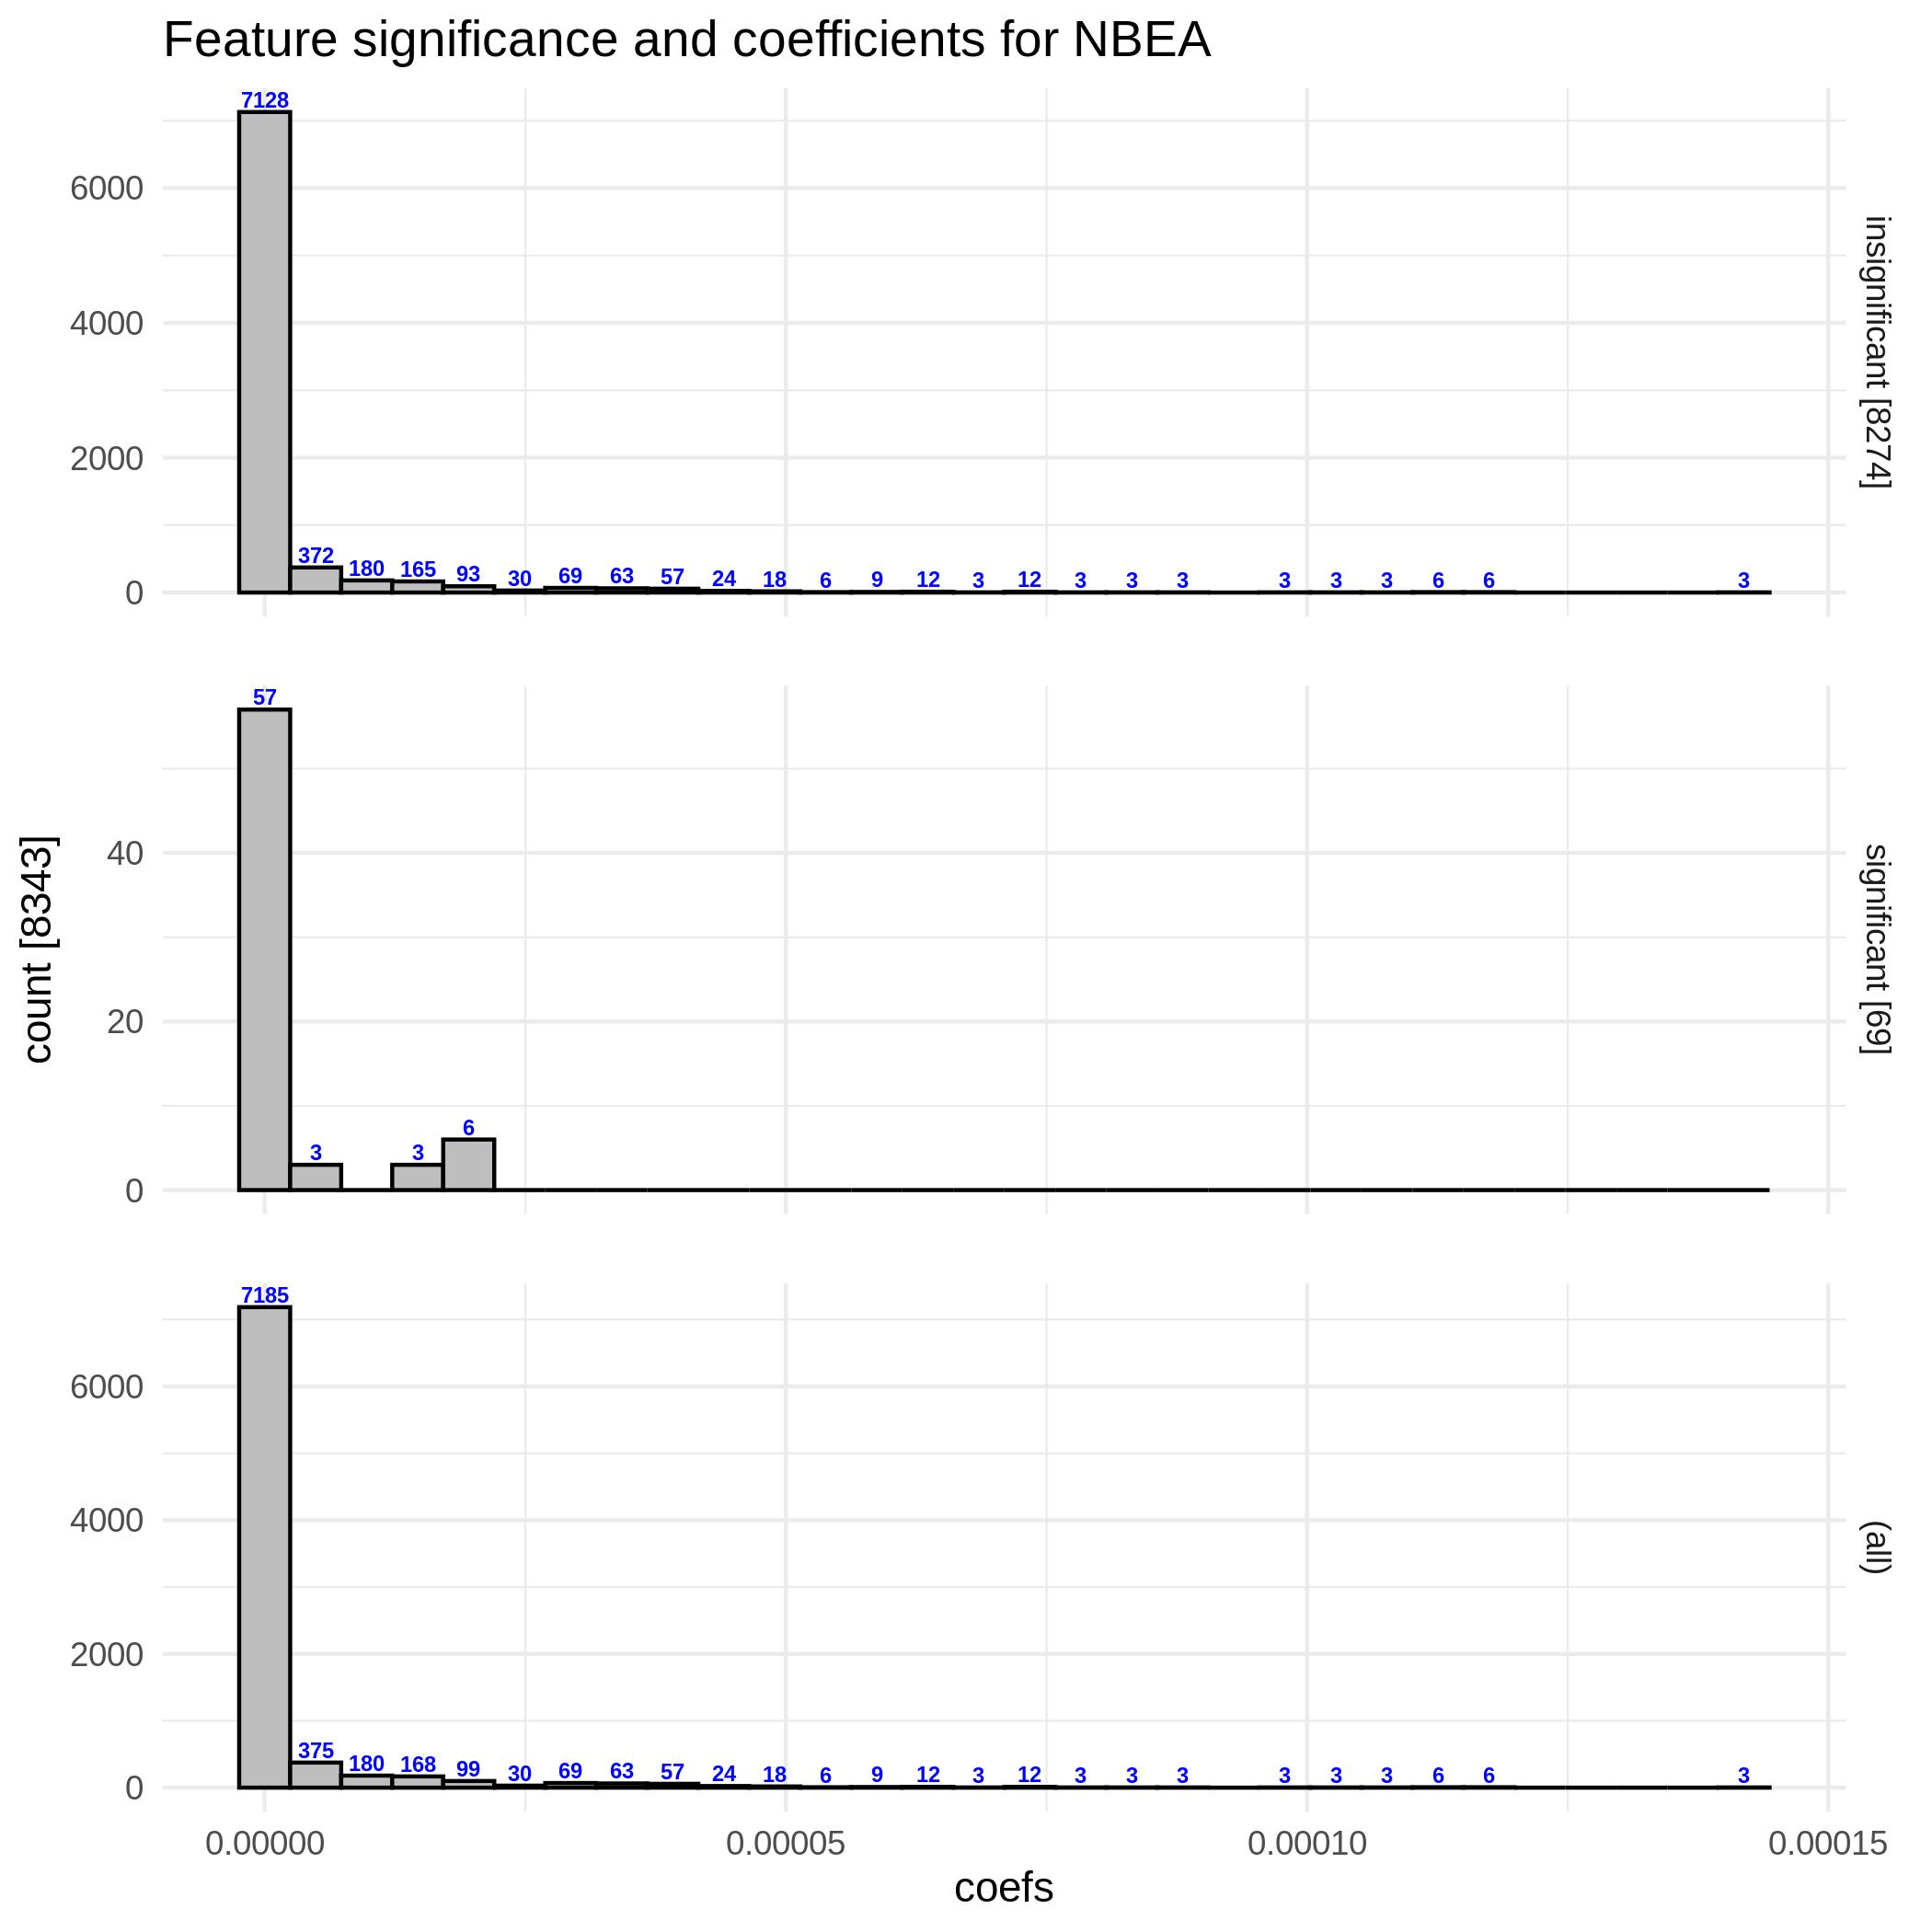 Feature significance and coefficients for NBEA
7128
6000
4000
2000
0
372 180 165 93 30 69 63 57 24 18 6 9 12 3 12 3 3 3 3 3 3 6 6 3
insignificant [8274]
count [8343]
57
40
20
0
3 3 6
significant [69]
7185
6000
4000
2000
0
375 180 168 99 30 69 63 57 24 18 6 9 12 3 12 3 3 3 3 3 3 6 6 3
(all)
0.00000 0.00005 0.00010 0.00015
coefs